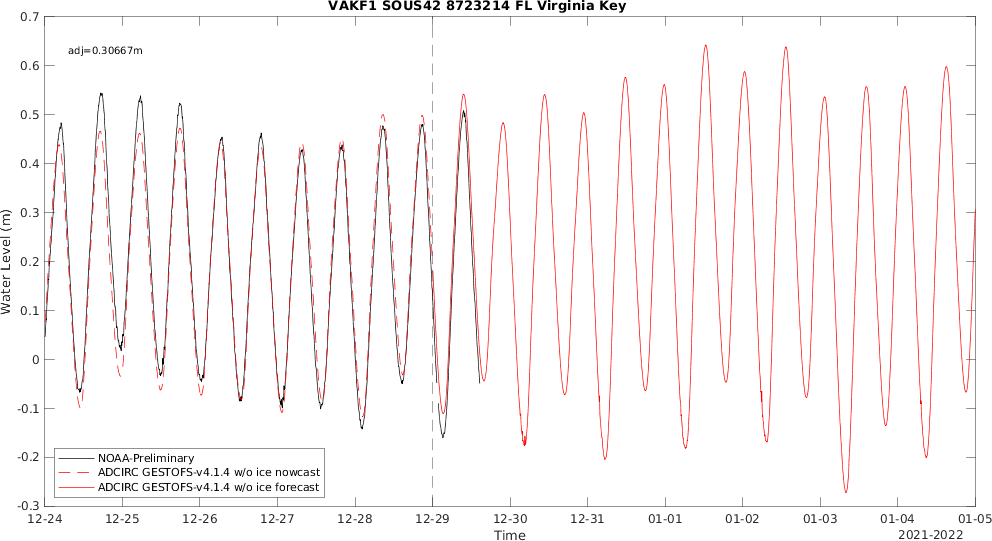 VAKF1 SOUS42 8723214 FL Virginia Key
adj=0.30667m
Water Level (m)
0.7
0.6
0.5
0.4
0.3
0.2
0.1
0
-0.1
-0.2
-0.3
NOAA-Preliminary
ADCIRC GESTOFS-v4.1.4 w/o ice nowcast
ADCIRC GESTOFS-v4.1.4 w/o ice forecast
12-24 12-25 12-26 12-27 12-28 12-29 12-30 12-31 01-01 01-02 01-03 01-04 01-05
Time
2021-2022